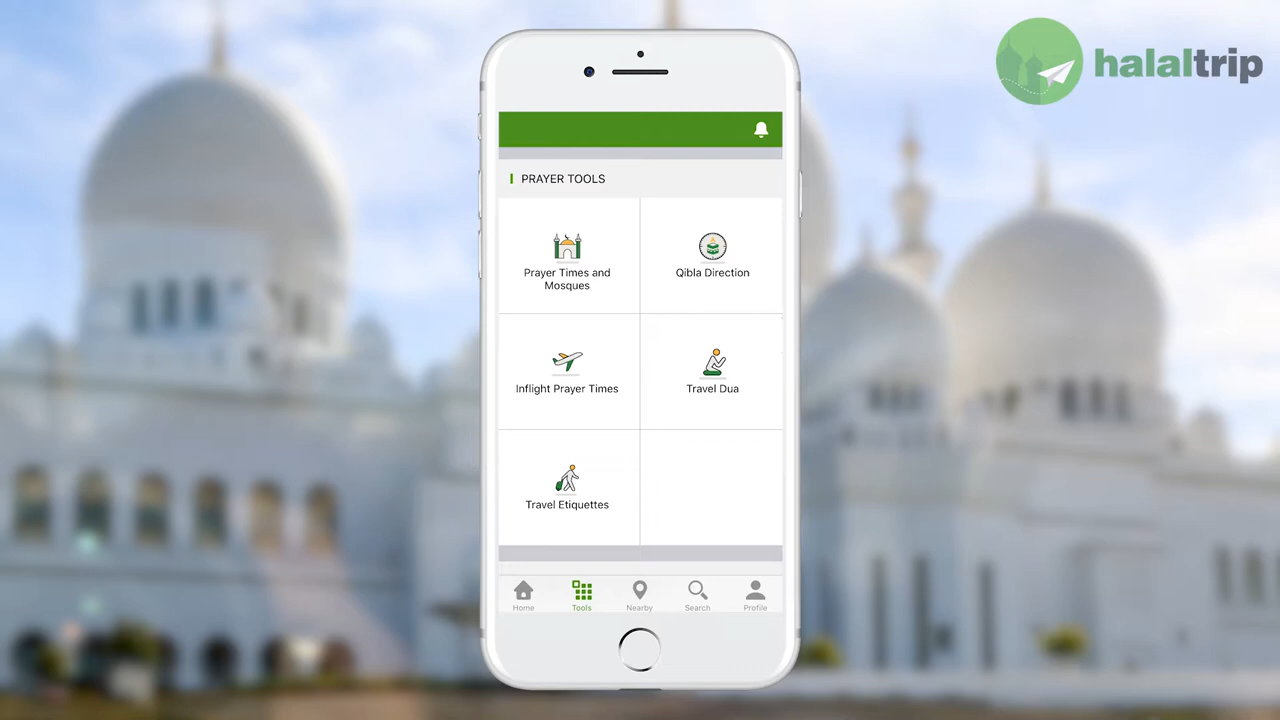 halaltrip
PRAYER TOOLS
Prayer Times and
Mosques
Qibla Direction
Inflight Prayer Times
Travel Dua
Travel Etiquettes
Home
Tools
Nearby
Search
Profile